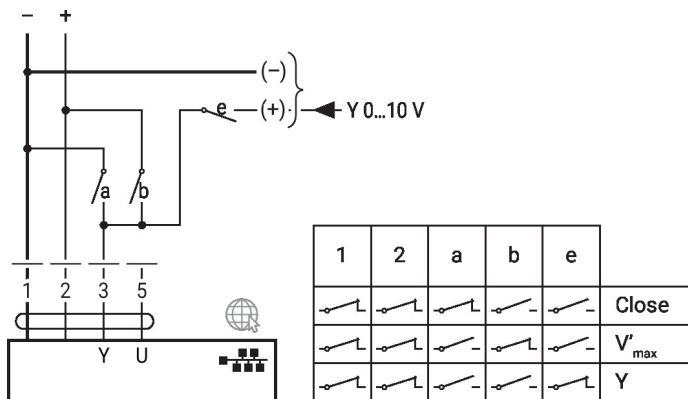 − +
(−)
e (+) Y 0...10 V
a b
1 2 3 5
Y U
1 2 a b e
Close
V'max
Y